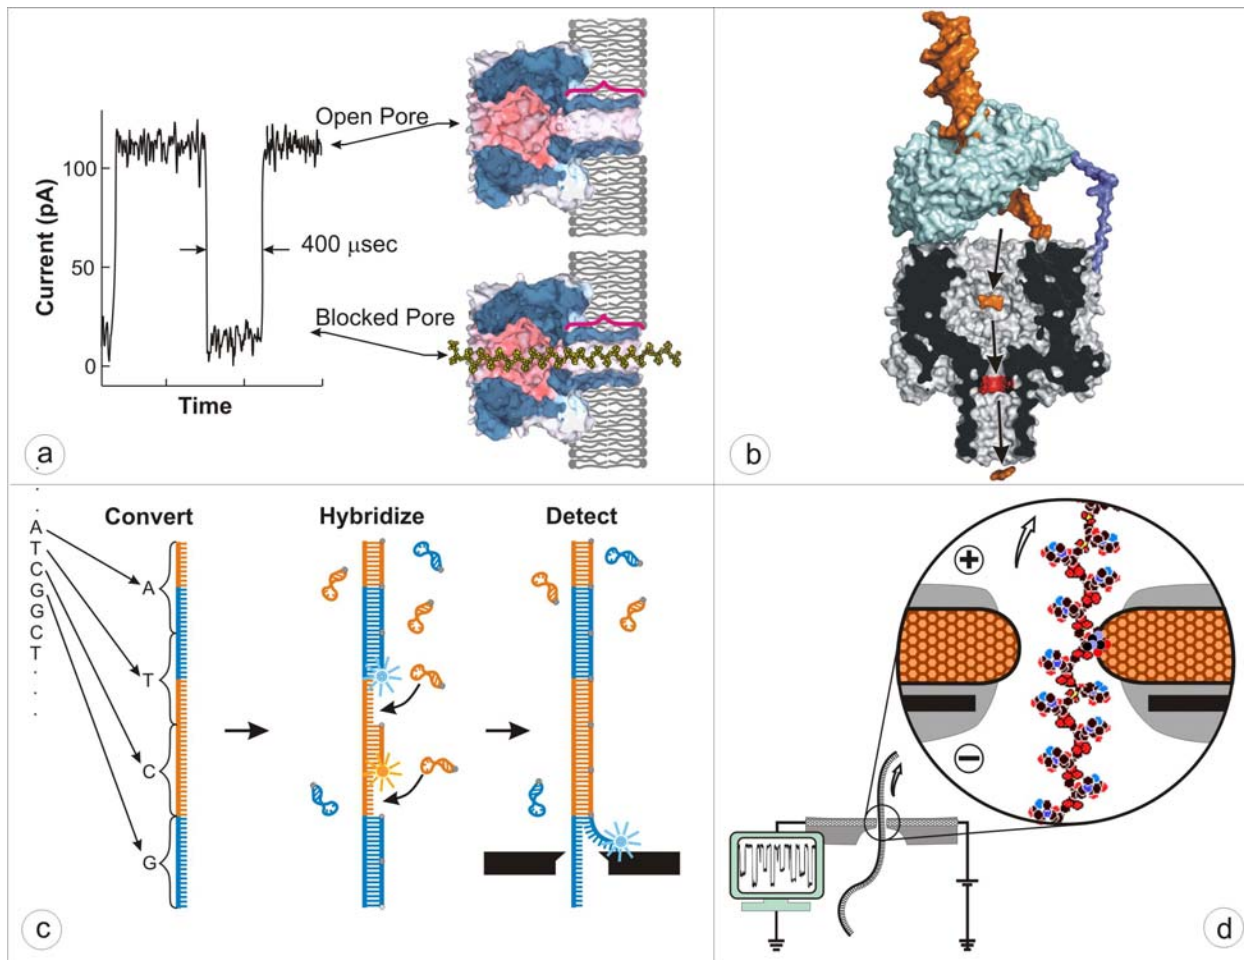 Open Pore
100
Current (pA)
400 μsec
50
Blocked Pore
0
Time
a
b
Convert
Hybridize
Detect
.
.
A
T
C
G
G
C
T
.
.
.
.
A
T
C
G
c
+
−
d